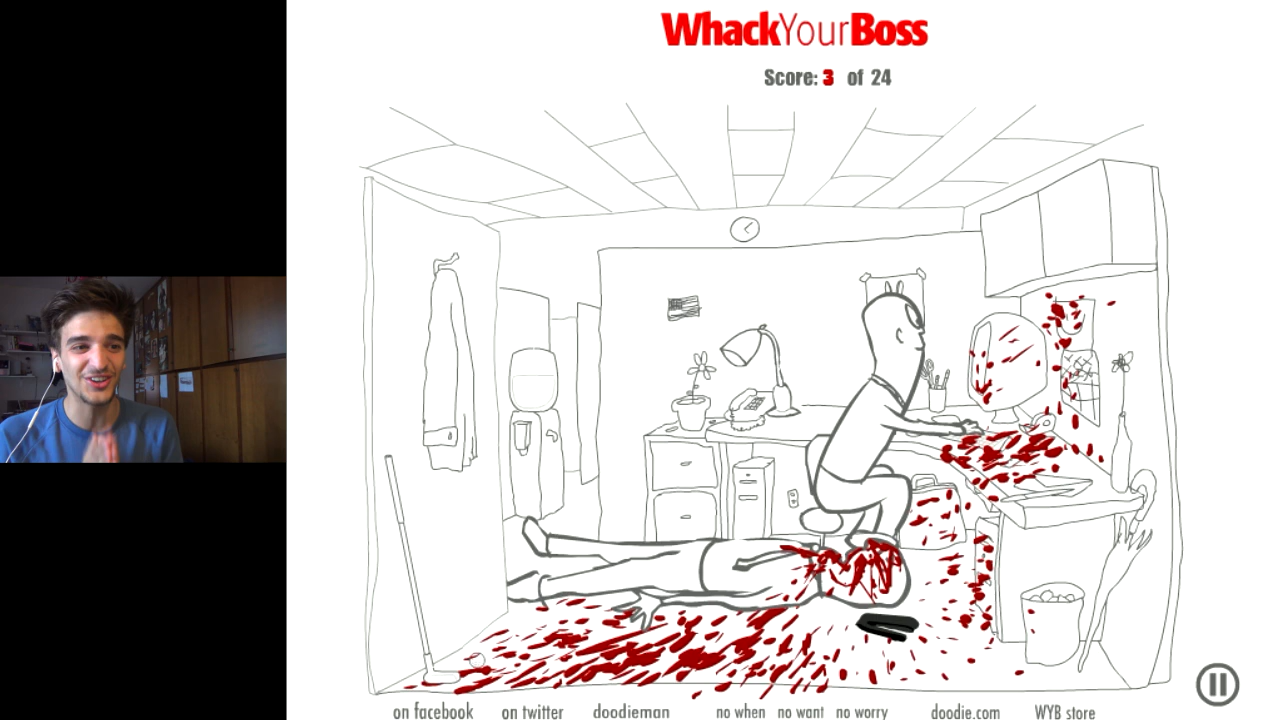 WhackYourBoss
Score: 3 of 24
on facebook on twitter doodieman no when no want no worry doodie.com WYB store